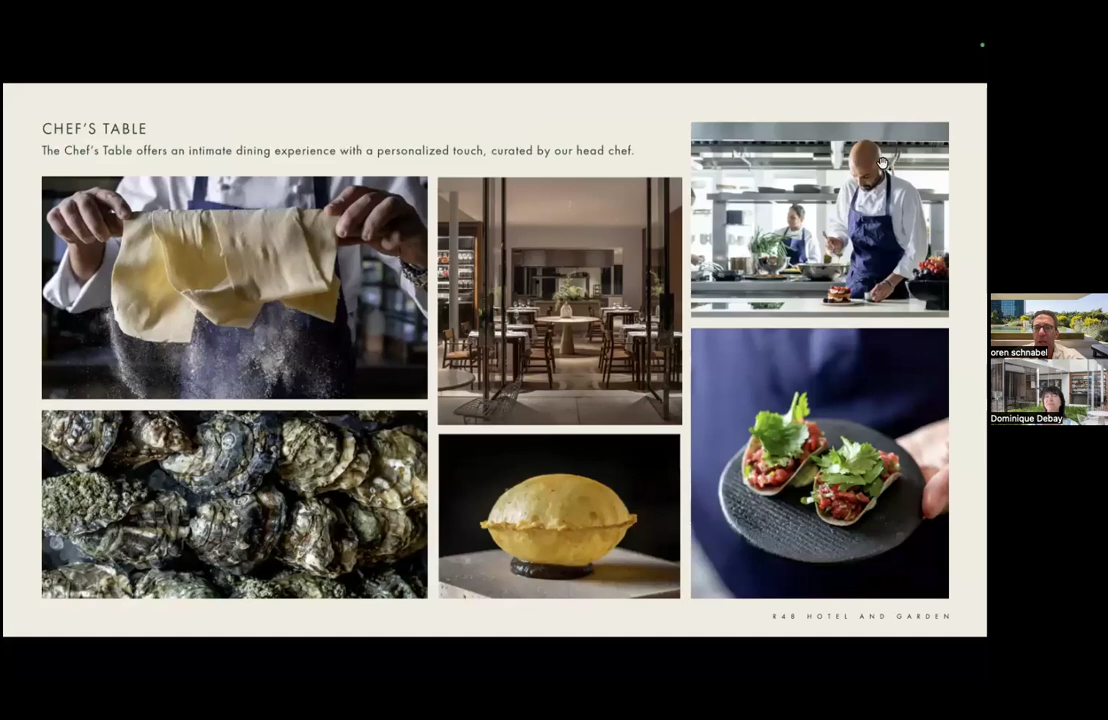 CHEF'S TABLE
The Chef's Table offers an intimate dining experience with a personalized touch, curated by our head chef.
oren schnabel
Dominique Debay
R48 HOTEL AND GARDEN